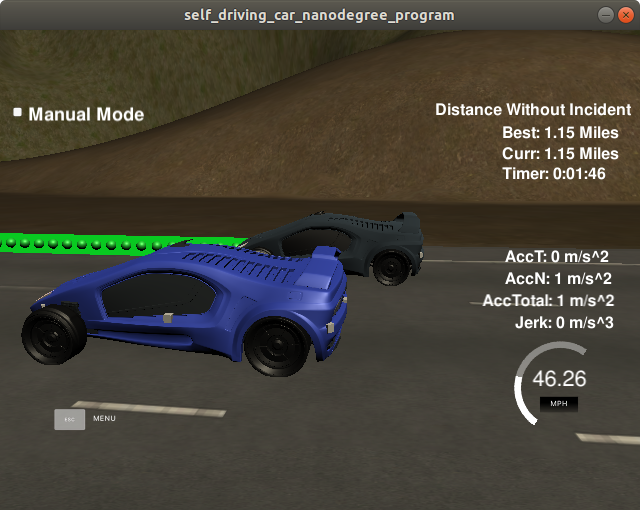 self_driving_car_nanodegree_program
Manual Mode
Distance Without Incident
Best: 1.15 Miles
Curr: 1.15 Miles
Timer: 0:01:46
AccT: 0 m/s^2
AccN: 1 m/s^2
AccTotal: 1 m/s^2
Jerk: 0 m/s^3
46.26
MPH
ESC
MENU